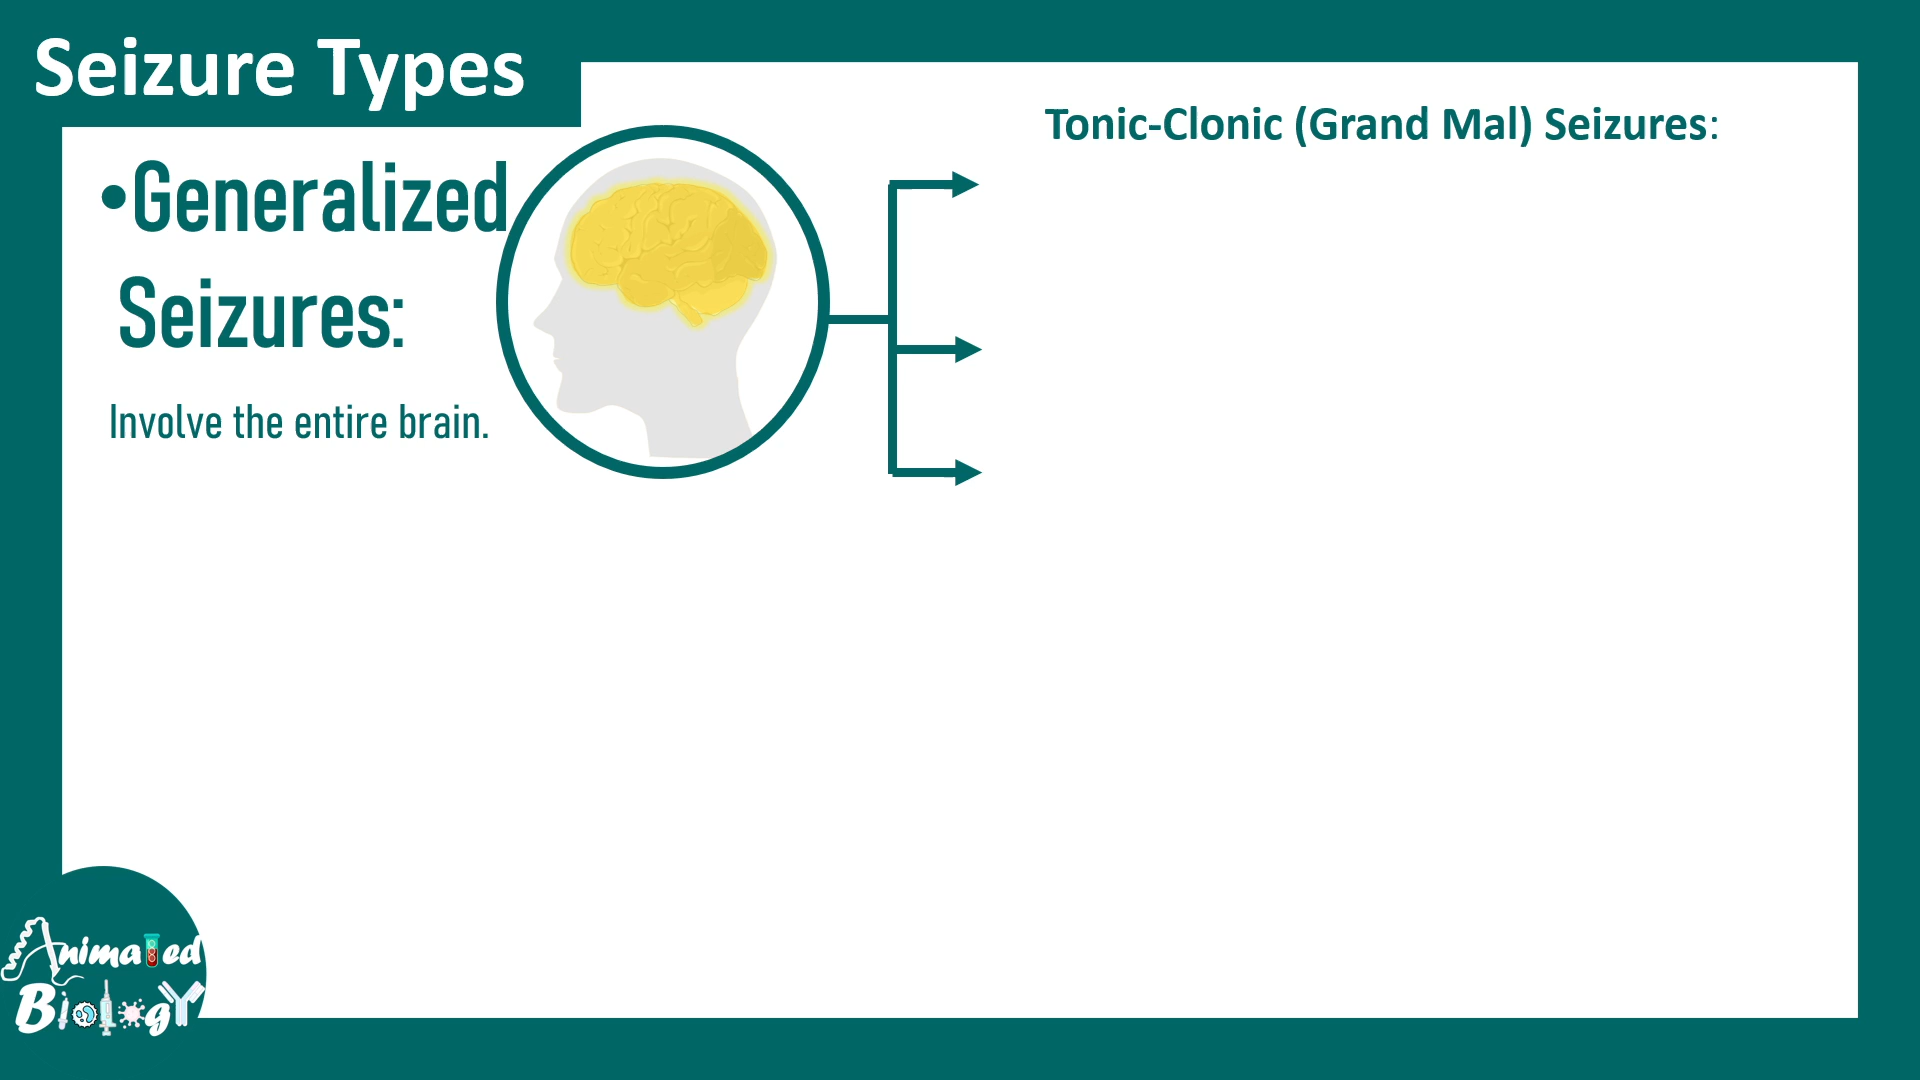 Seizure Types
•Generalized
Seizures:
Involve the entire brain.
Tonic-Clonic (Grand Mal) Seizures:
Animated
Biology